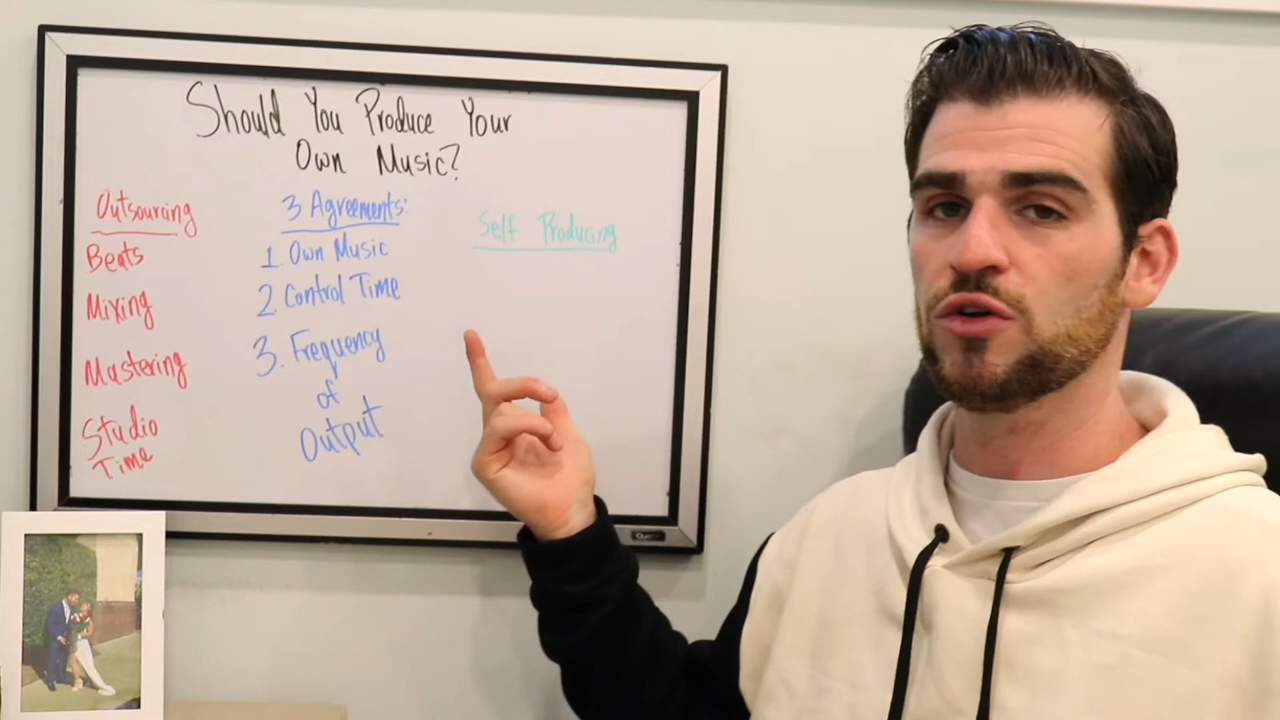 Should You Produce Your
Own Music?
Outsourcing
Beats
Mixing
Mastering
Studio
Time
3 Agreements:
1. Own Music
2. Control Time
3. Frequency
of
Output
Self Producing
Quartet